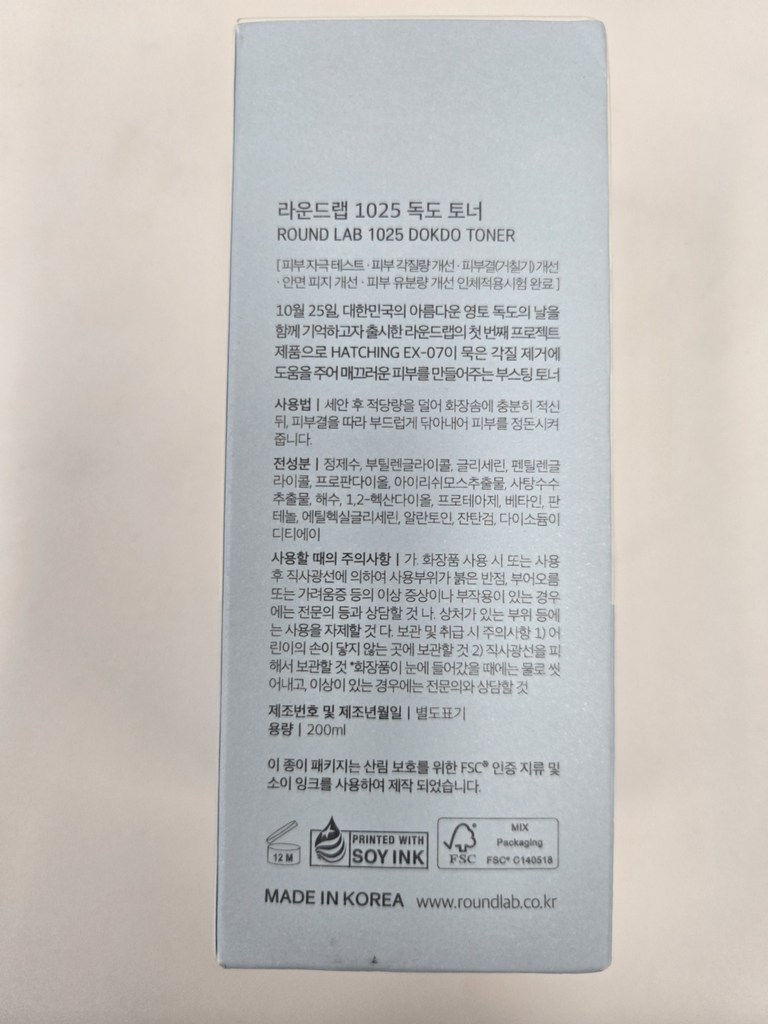 라운드랩 1025 독도 토너
ROUND LAB 1025 DOKDO TONER
[ 피부 자극 테스트 · 피부 각질량 개선 · 피부결(거칠기) 개선
· 안면 피지 개선 · 피부 유분량 개선 인체적용시험 완료 ]
10월 25일, 대한민국의 아름다운 영토 독도의 날을
함께 기억하고자 출시한 라운드랩의 첫 번째 프로젝트
제품으로 HATCHING EX-07이 묵은 각질 제거에
도움을 주어 매끄러운 피부를 만들어주는 부스팅 토너
사용법 | 세안 후 적당량을 덜어 화장솜에 충분히 적신
뒤, 피부결을 따라 부드럽게 닦아내어 피부를 정돈시켜
줍니다.
전성분 | 정제수, 부틸렌글라이콜, 글리세린, 펜틸렌글
라이콜, 프로판다이올, 아이리쉬모스추출물, 사탕수수
추출물, 해수, 1,2-헥산다이올, 프로테아제, 베타인, 판
테놀, 에틸헥실글리세린, 알란토인, 잔탄검, 다이소듐이
디티에이
사용할 때의 주의사항 | 가. 화장품 사용 시 또는 사용
후 직사광선에 의하여 사용부위가 붉은 반점, 부어오름
또는 가려움증 등의 이상 증상이나 부작용이 있는 경우
에는 전문의 등과 상담할 것 나. 상처가 있는 부위 등에
는 사용을 자제할 것 다. 보관 및 취급 시 주의사항 1) 어
린이의 손이 닿지 않는 곳에 보관할 것 2) 직사광선을 피
해서 보관할 것 *화장품이 눈에 들어갔을 때에는 물로 씻
어내고, 이상이 있는 경우에는 전문의와 상담할 것
제조번호 및 제조년월일 | 별도표기
용량 | 200ml
이 종이 패키지는 산림 보호를 위한 FSC® 인증 지류 및
소이 잉크를 사용하여 제작 되었습니다.
12 M
PRINTED WITH
SOY INK
FSC
MIX
Packaging
FSC® C140518
MADE IN KOREA www.roundlab.co.kr